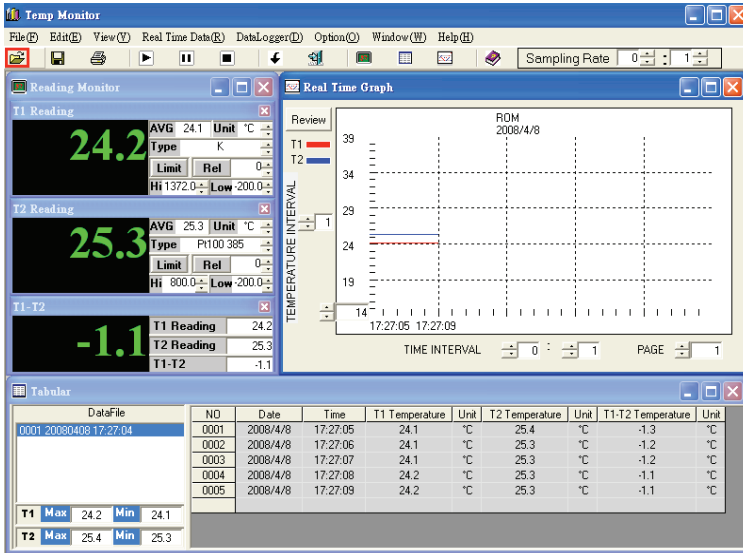 Temp Monitor
File(F) Edit(E) View(V) Real Time Data(R) DataLogger(D) Option(O) Window(W) Help(H)
Sampling Rate 0 : 1
Reading Monitor
T1 Reading
24.2
AVG 24.1 Unit °C
Type K
Limit Rel 0
Hi 1372.0 Low -200.0
T2 Reading
25.3
AVG 25.3 Unit °C
Type Pt100 385
Limit Rel 0
Hi 800.0 Low -200.0
T1-T2
-1.1
T1 Reading 24.2
T2 Reading 25.3
T1-T2 -1.1
Real Time Graph
Review
T1
T2
ROM
2008/4/8
TEMPERATURE INTERVAL
1
39
34
29
24
19
14
17:27:05 17:27:09
TIME INTERVAL 0 : 1 PAGE 1
Tabular
DataFile
0001 20080408 17:27:04
T1 Max 24.2 Min 24.1
T2 Max 25.4 Min 25.3
NO Date Time T1 Temperature Unit T2 Temperature Unit T1-T2 Temperature Unit
0001 2008/4/8 17:27:05 24.1 °C 25.4 °C -1.3 °C
0002 2008/4/8 17:27:06 24.1 °C 25.3 °C -1.2 °C
0003 2008/4/8 17:27:07 24.1 °C 25.3 °C -1.2 °C
0004 2008/4/8 17:27:08 24.2 °C 25.3 °C -1.1 °C
0005 2008/4/8 17:27:09 24.2 °C 25.3 °C -1.1 °C